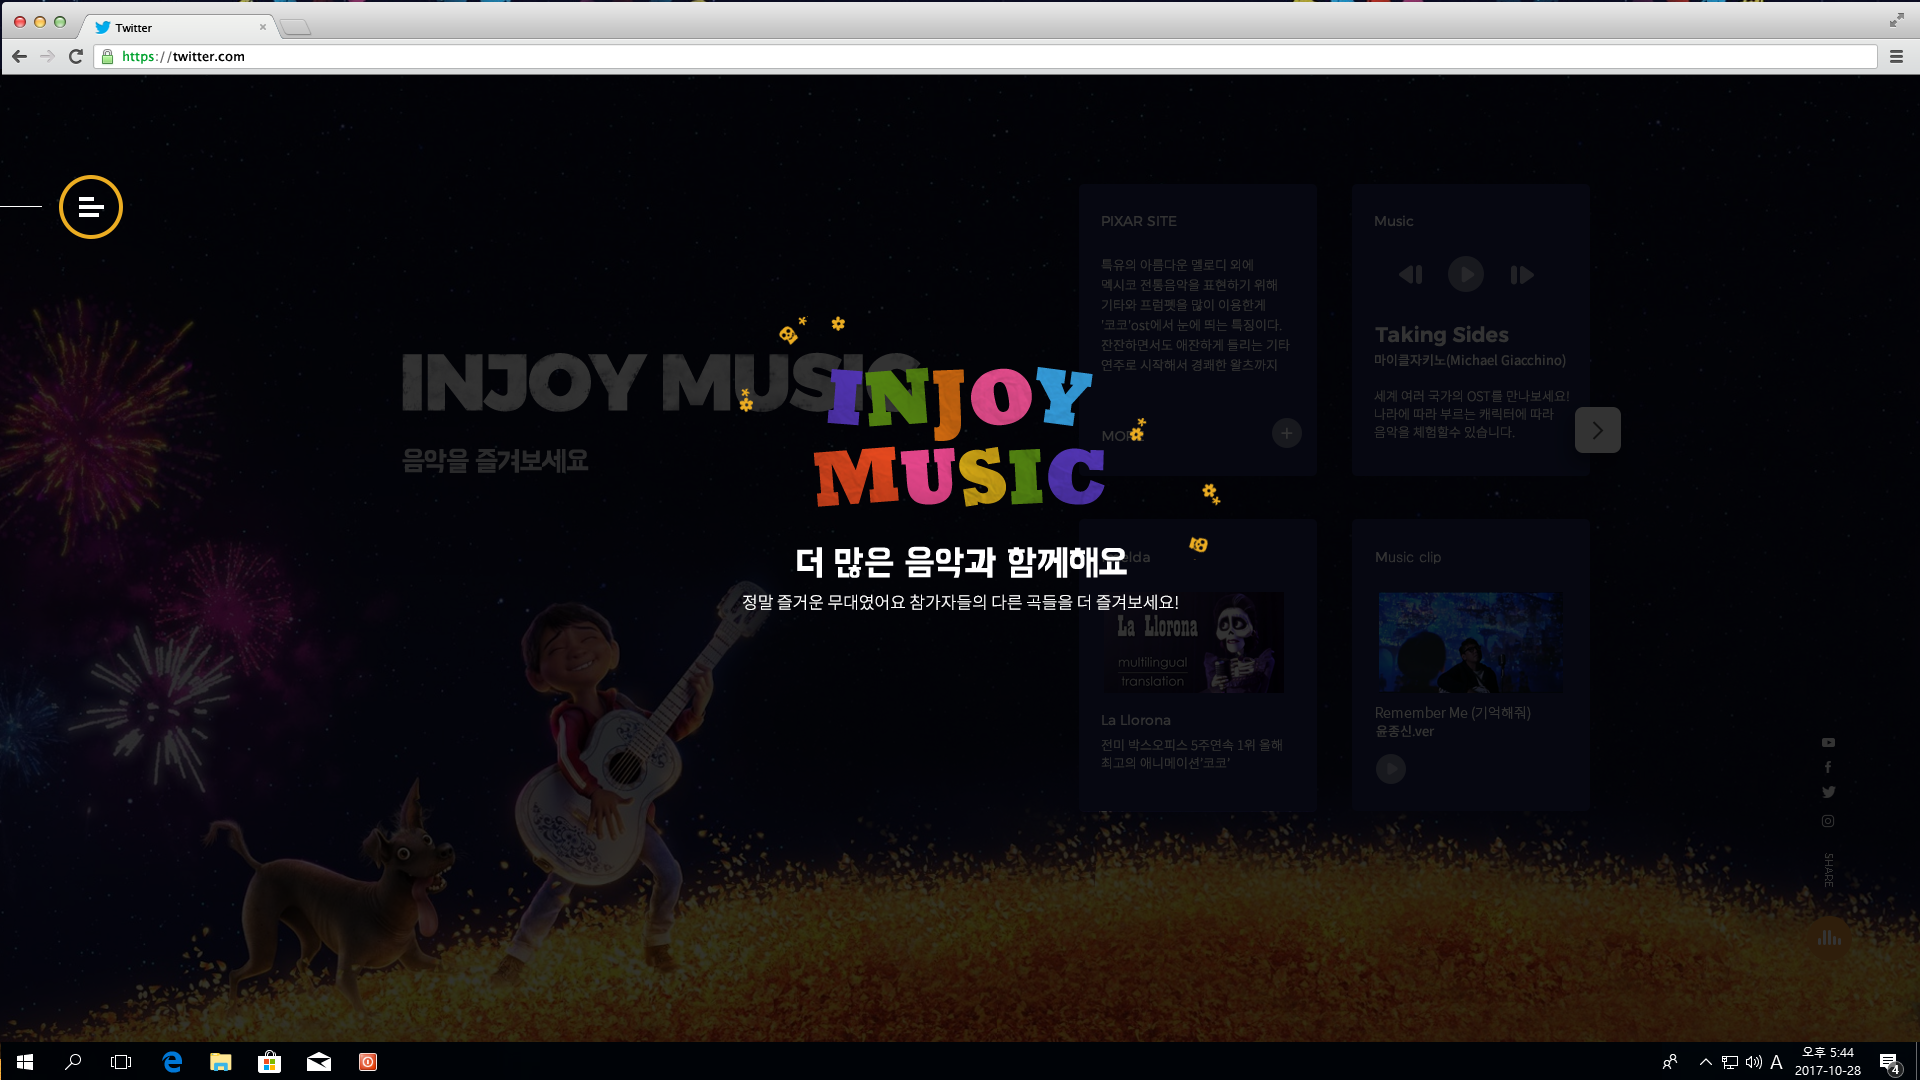 Twitter
https://twitter.com
INJOY MUSIC
음악을 즐겨보세요
INJOY
MUSIC
더 많은 음악과 함께해요
정말 즐거운 무대였어요 참가자들의 다른 곡들을 더 즐겨보세요!
PIXAR SITE
특유의 아름다운 멜로디 외에
멕시코 전통음악을 표현하기 위해
기타와 프럼펫을 많이 이용한게
'코코'ost에서 눈에 띄는 특징이다.
잔잔하면서도 애잔하게 들리는 기타
연주로 시작해서 경쾌한 왈츠까지
Music
Taking Sides
마이클자키노(Michael Giacchino)
세계 여러 국가의 OST를 만나보세요!
나라에 따라 부르는 캐릭터에 따라
음악을 체험할수 있습니다.
La Llorona
multilingual
translation
La Llorona
전미 박스오피스 5주연속 1위 올해
최고의 애니메이션'코코'
Music clip
Remember Me (기억해줘)
윤종신.ver
SHARE
A
오후 5:44
2017-10-28
4